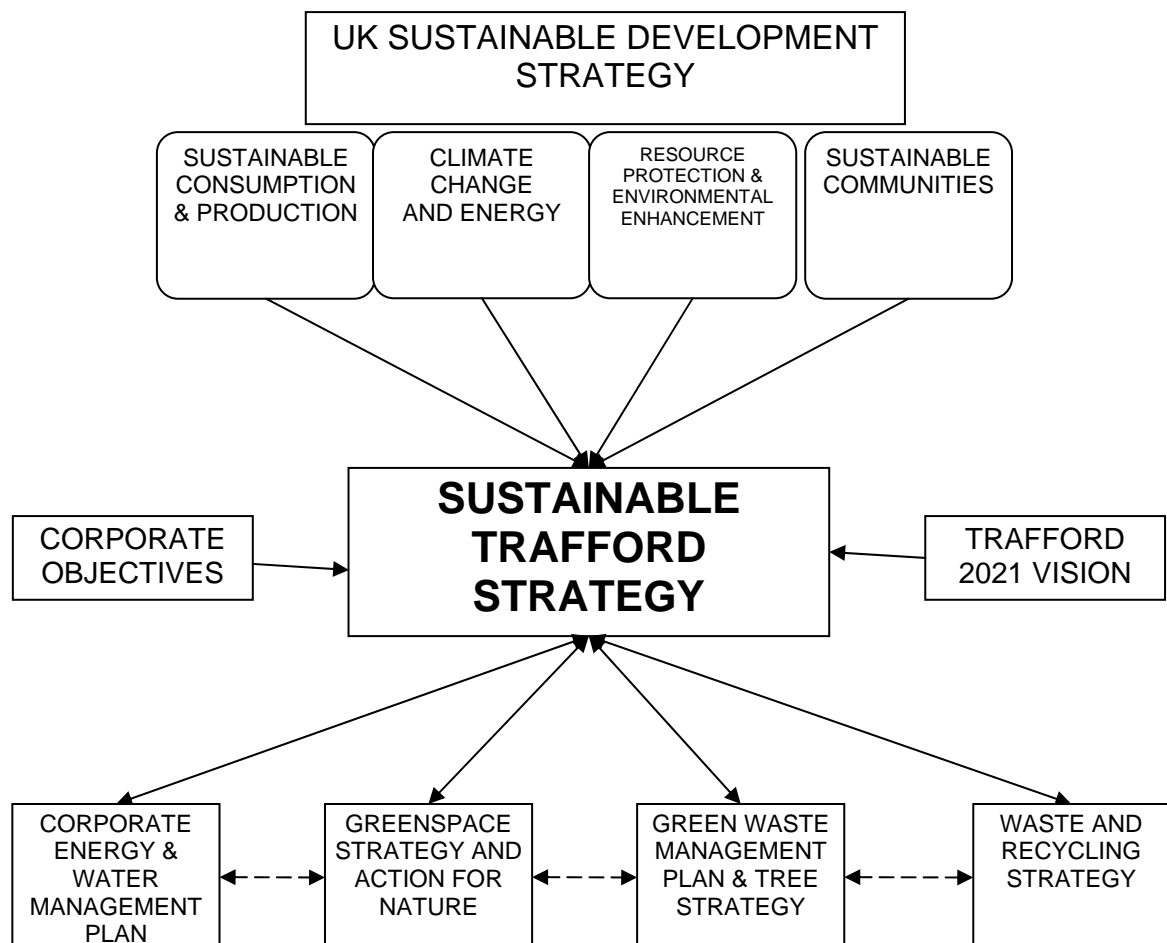 UK SUSTAINABLE DEVELOPMENT
STRATEGY
SUSTAINABLE
CONSUMPTION
& PRODUCTION
CLIMATE
CHANGE
AND ENERGY
RESOURCE
PROTECTION &
ENVIRONMENTAL
ENHANCEMENT
SUSTAINABLE
COMMUNITIES
CORPORATE
OBJECTIVES
SUSTAINABLE
TRAFFORD
STRATEGY
TRAFFORD
2021 VISION
CORPORATE
ENERGY &
WATER
MANAGEMENT
PLAN
GREENSPACE
STRATEGY AND
ACTION FOR
NATURE
GREEN WASTE
MANAGEMENT
PLAN & TREE
STRATEGY
WASTE AND
RECYCLING
STRATEGY